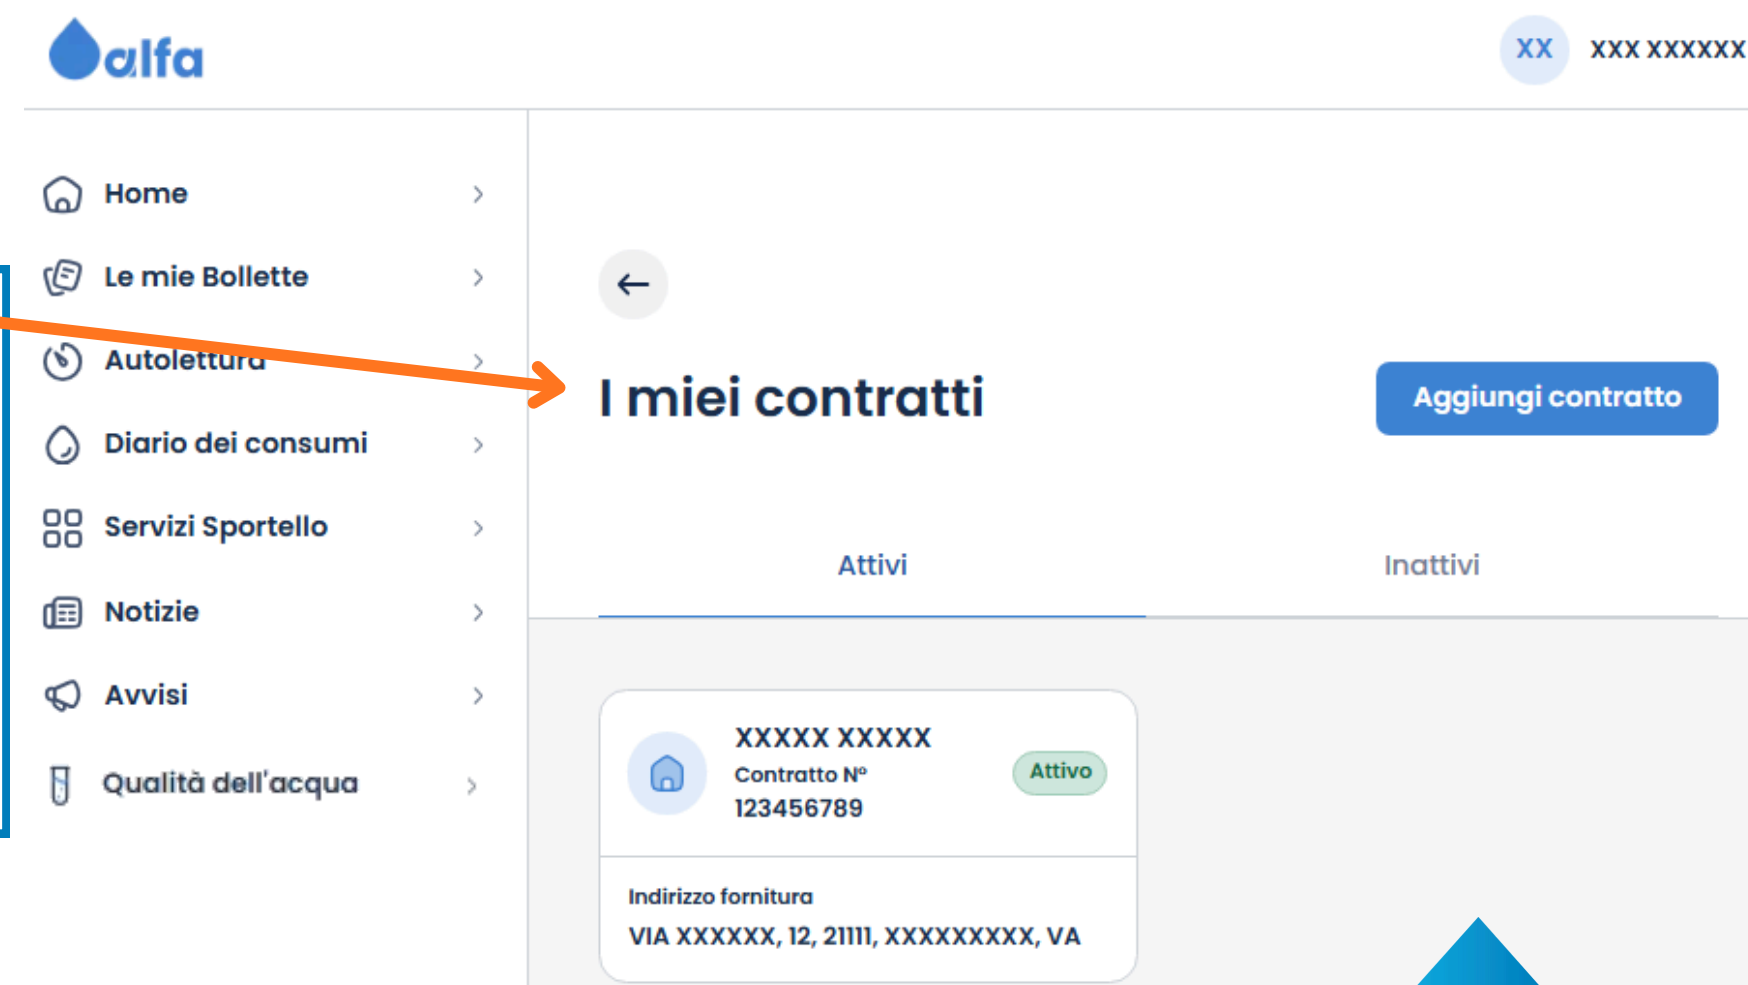 alfa
XX
XXX XXXXXX
Home
Le mie Bollette
Autolettura
Diario dei consumi
Servizi Sportello
Notizie
Avvisi
Qualità dell'acqua
I miei contratti
Aggiungi contratto
Attivi
Inattivi
XXXXX XXXXX
Contratto N°
123456789
Attivo
Indirizzo fornitura
VIA XXXXXX, 12, 21111, XXXXXXXXX, VA